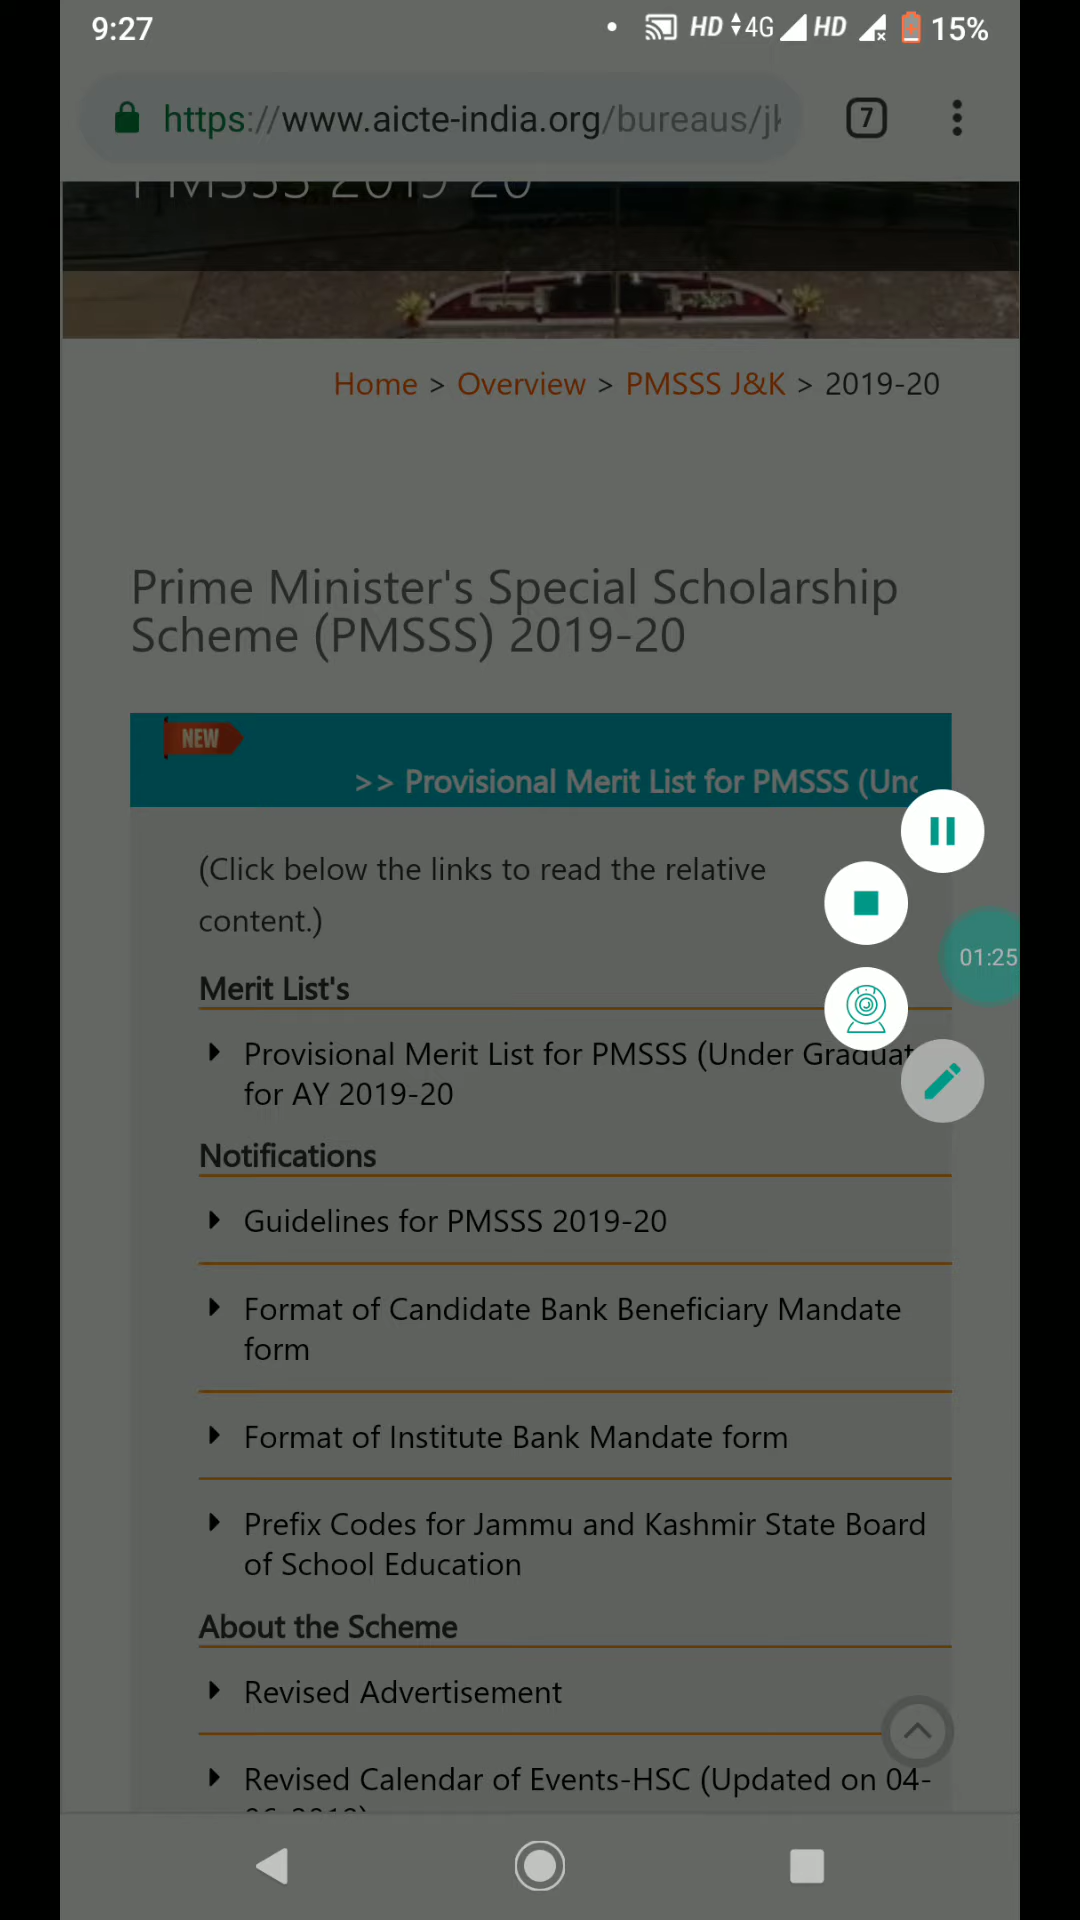 9:27
HD 4G HD 15%
https://www.aicte-india.org/bureaus/jk
7
PMSSS 2019-20
Home > Overview > PMSSS J&K > 2019-20
Prime Minister's Special Scholarship
Scheme (PMSSS) 2019-20
NEW
>> Provisional Merit List for PMSSS (Und
(Click below the links to read the relative
content.)
01:25
Merit List's
Provisional Merit List for PMSSS (Under Graduat
for AY 2019-20
Notifications
Guidelines for PMSSS 2019-20
Format of Candidate Bank Beneficiary Mandate
form
Format of Institute Bank Mandate form
Prefix Codes for Jammu and Kashmir State Board
of School Education
About the Scheme
Revised Advertisement
Revised Calendar of Events-HSC (Updated on 04-